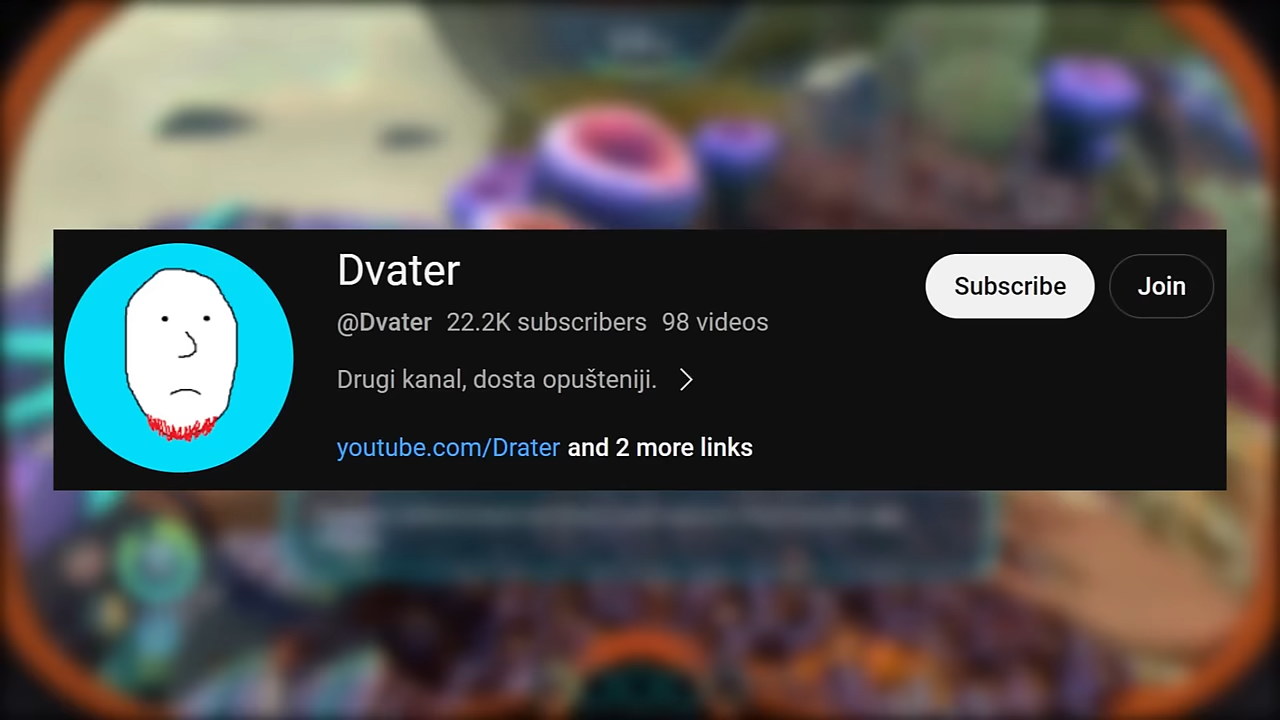 Dvater
@Dvater 22.2K subscribers 98 videos
Subscribe
Join
Drugi kanal, dosta opušteniji.
youtube.com/Drater and 2 more links